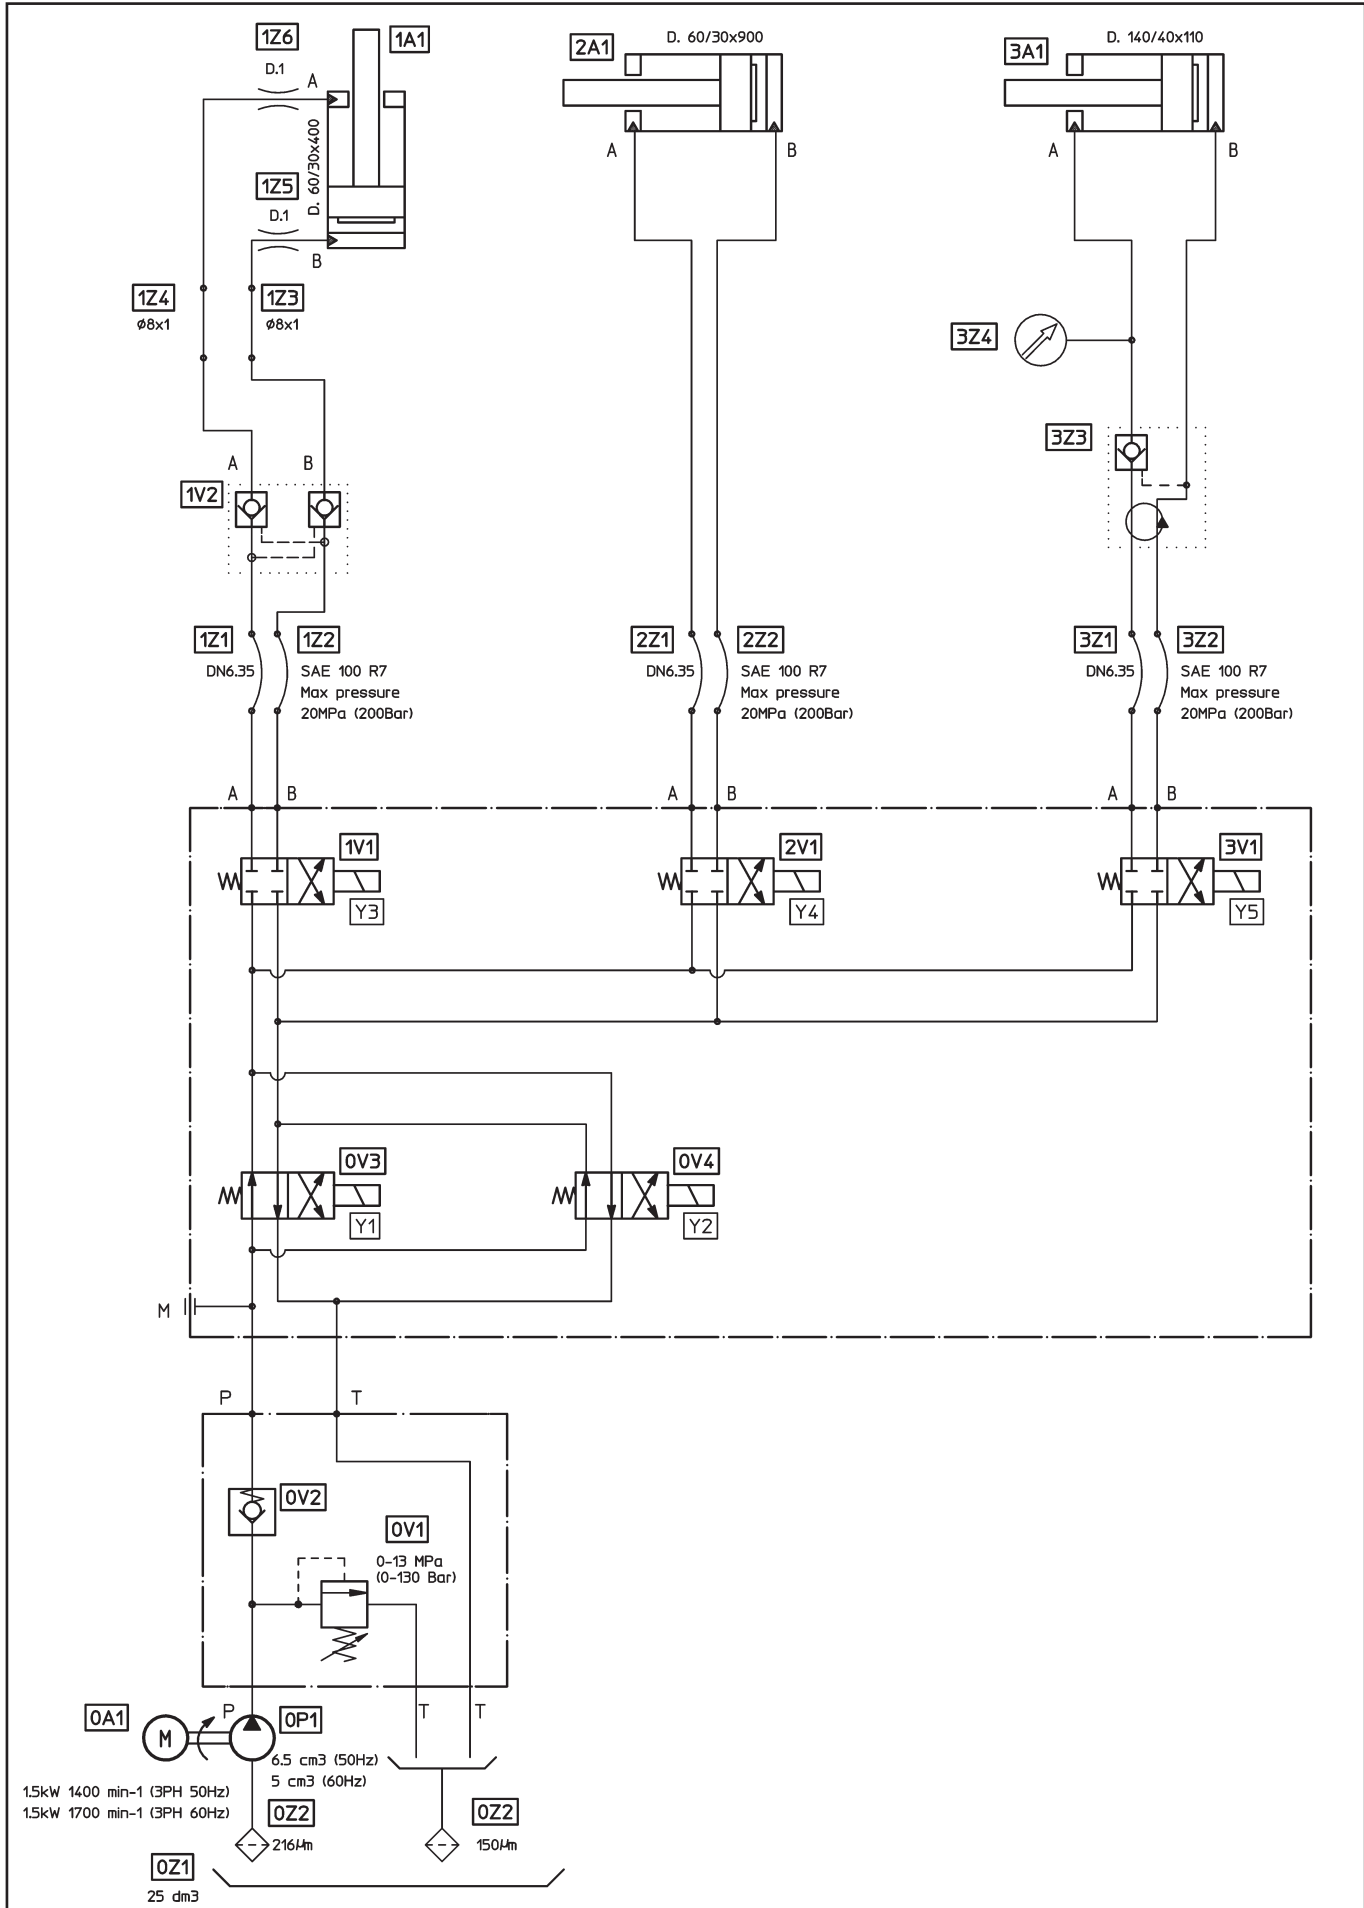 1Z6
1A1
2A1
D. 60/30x900
3A1
D. 140/40x110
D.1
A
D. 60/30x400
1Z5
D.1
B
A
B
A
B
1Z4
Ø8x1
1Z3
Ø8x1
3Z4
3Z3
A
B
1V2
1Z1
DN6.35
1Z2
SAE 100 R7
Max pressure
20MPa (200Bar)
2Z1
DN6.35
2Z2
SAE 100 R7
Max pressure
20MPa (200Bar)
3Z1
DN6.35
3Z2
SAE 100 R7
Max pressure
20MPa (200Bar)
A
B
A
B
A
B
1V1
Y3
2V1
Y4
3V1
Y5
0V3
Y1
0V4
Y2
M
P
T
0V2
0V1
0-13 MPa
(0-130 Bar)
0A1
M
P
0P1
T
T
6.5 cm3 (50Hz)
5 cm3 (60Hz)
1.5kW 1400 min-1 (3PH 50Hz)
1.5kW 1700 min-1 (3PH 60Hz)
0Z2
216µm
0Z2
150µm
0Z1
25 dm3